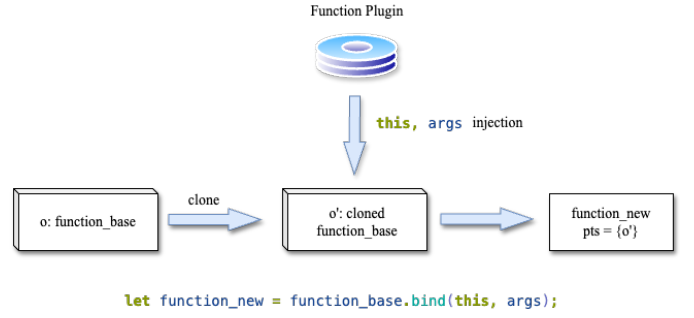 Function Plugin
this, args injection
clone
o: function_base
o': cloned
function_base
function_new
pts = {o'}
let function_new = function_base.bind(this, args);